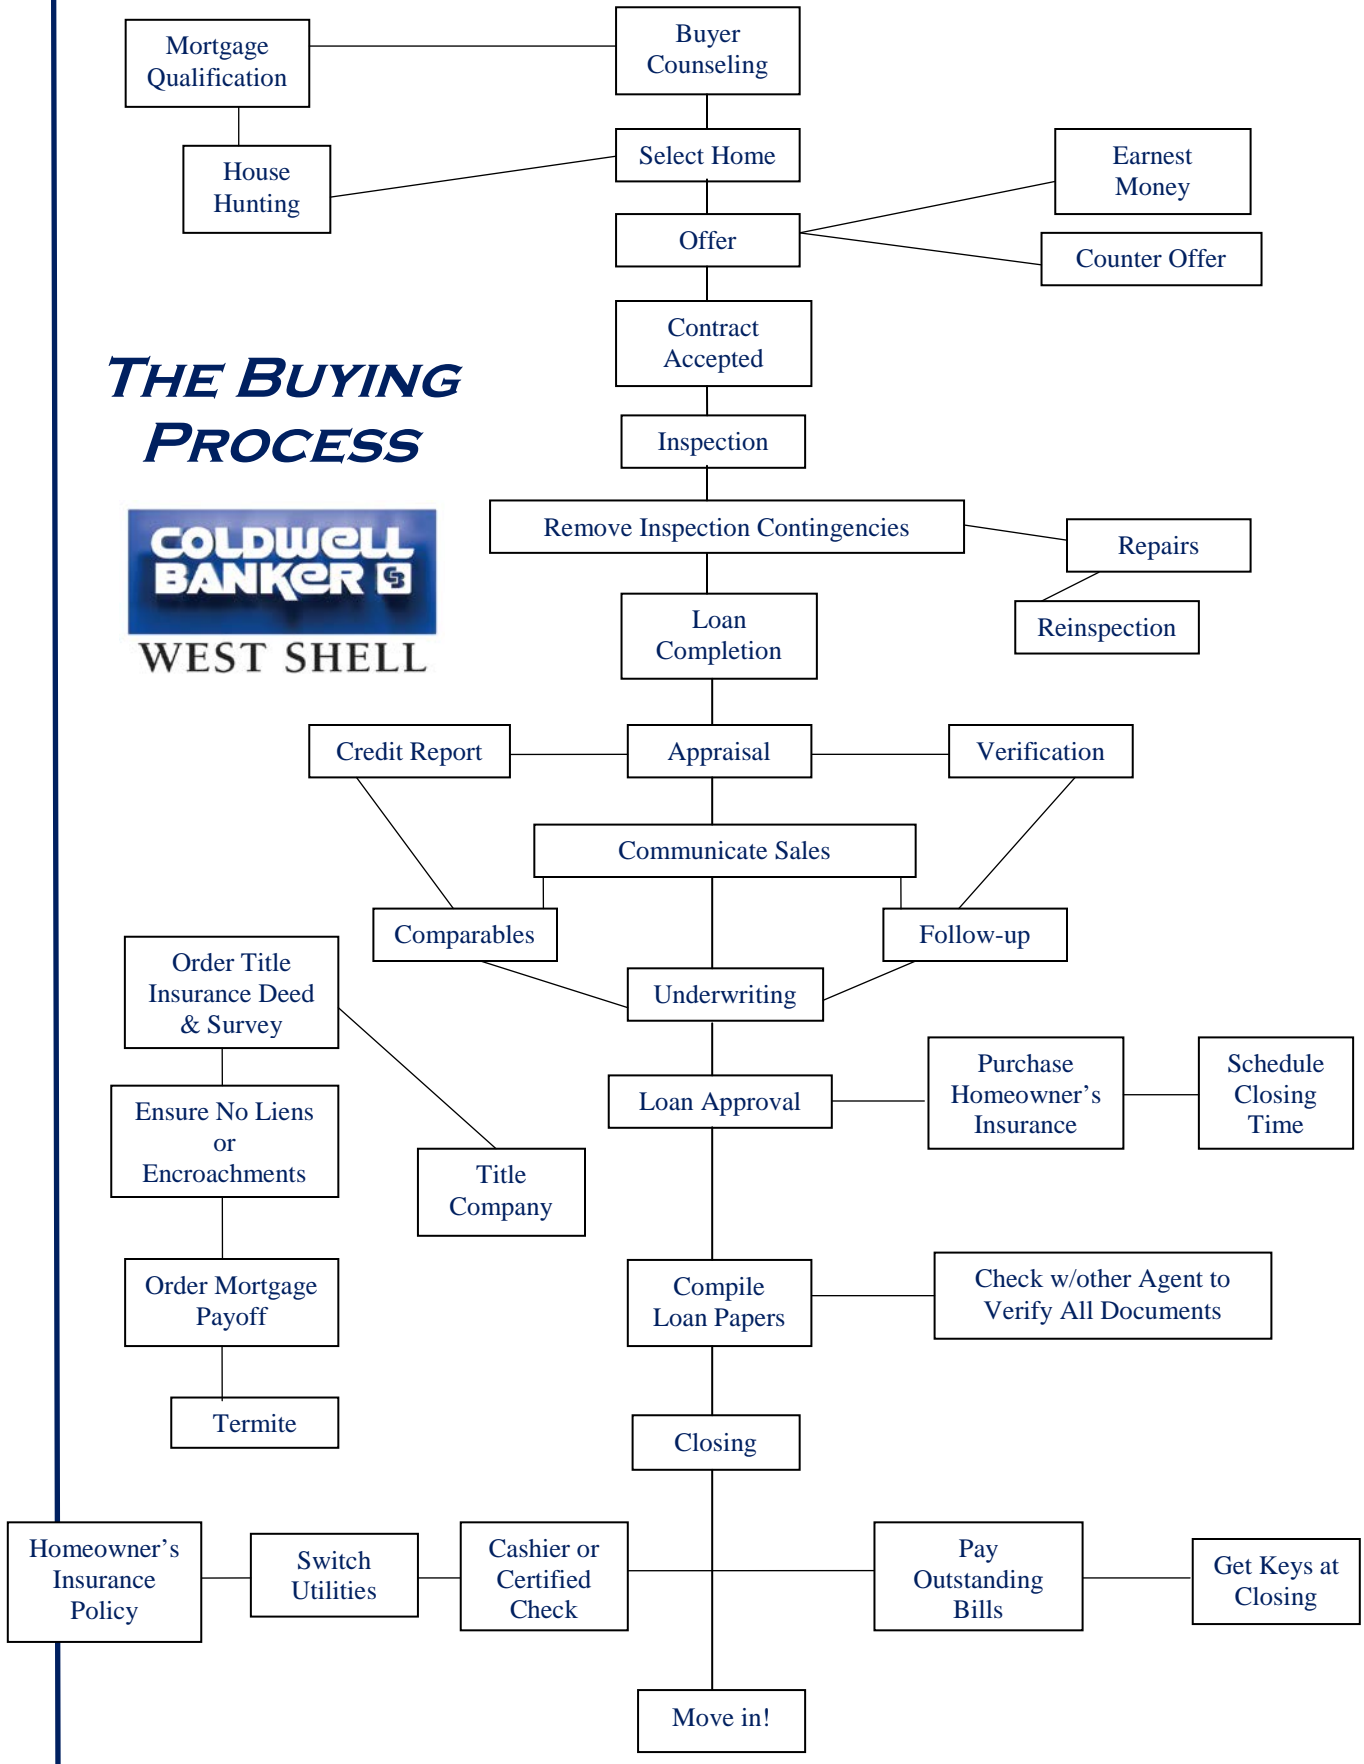 Mortgage
Qualification
Buyer
Counseling
House
Hunting
Select Home
Earnest
Money
Offer
Counter Offer
Contract
Accepted
THE BUYING
PROCESS
Inspection
COLDWELL
BANKER CB
WEST SHELL
Remove Inspection Contingencies
Repairs
Reinspection
Loan
Completion
Credit Report
Appraisal
Verification
Communicate Sales
Comparables
Follow-up
Order Title
Insurance Deed
& Survey
Underwriting
Ensure No Liens
or
Encroachments
Title
Company
Loan Approval
Purchase
Homeowner’s
Insurance
Schedule
Closing
Time
Order Mortgage
Payoff
Compile
Loan Papers
Check w/other Agent to
Verify All Documents
Termite
Closing
Homeowner’s
Insurance
Policy
Switch
Utilities
Cashier or
Certified
Check
Pay
Outstanding
Bills
Get Keys at
Closing
Move in!